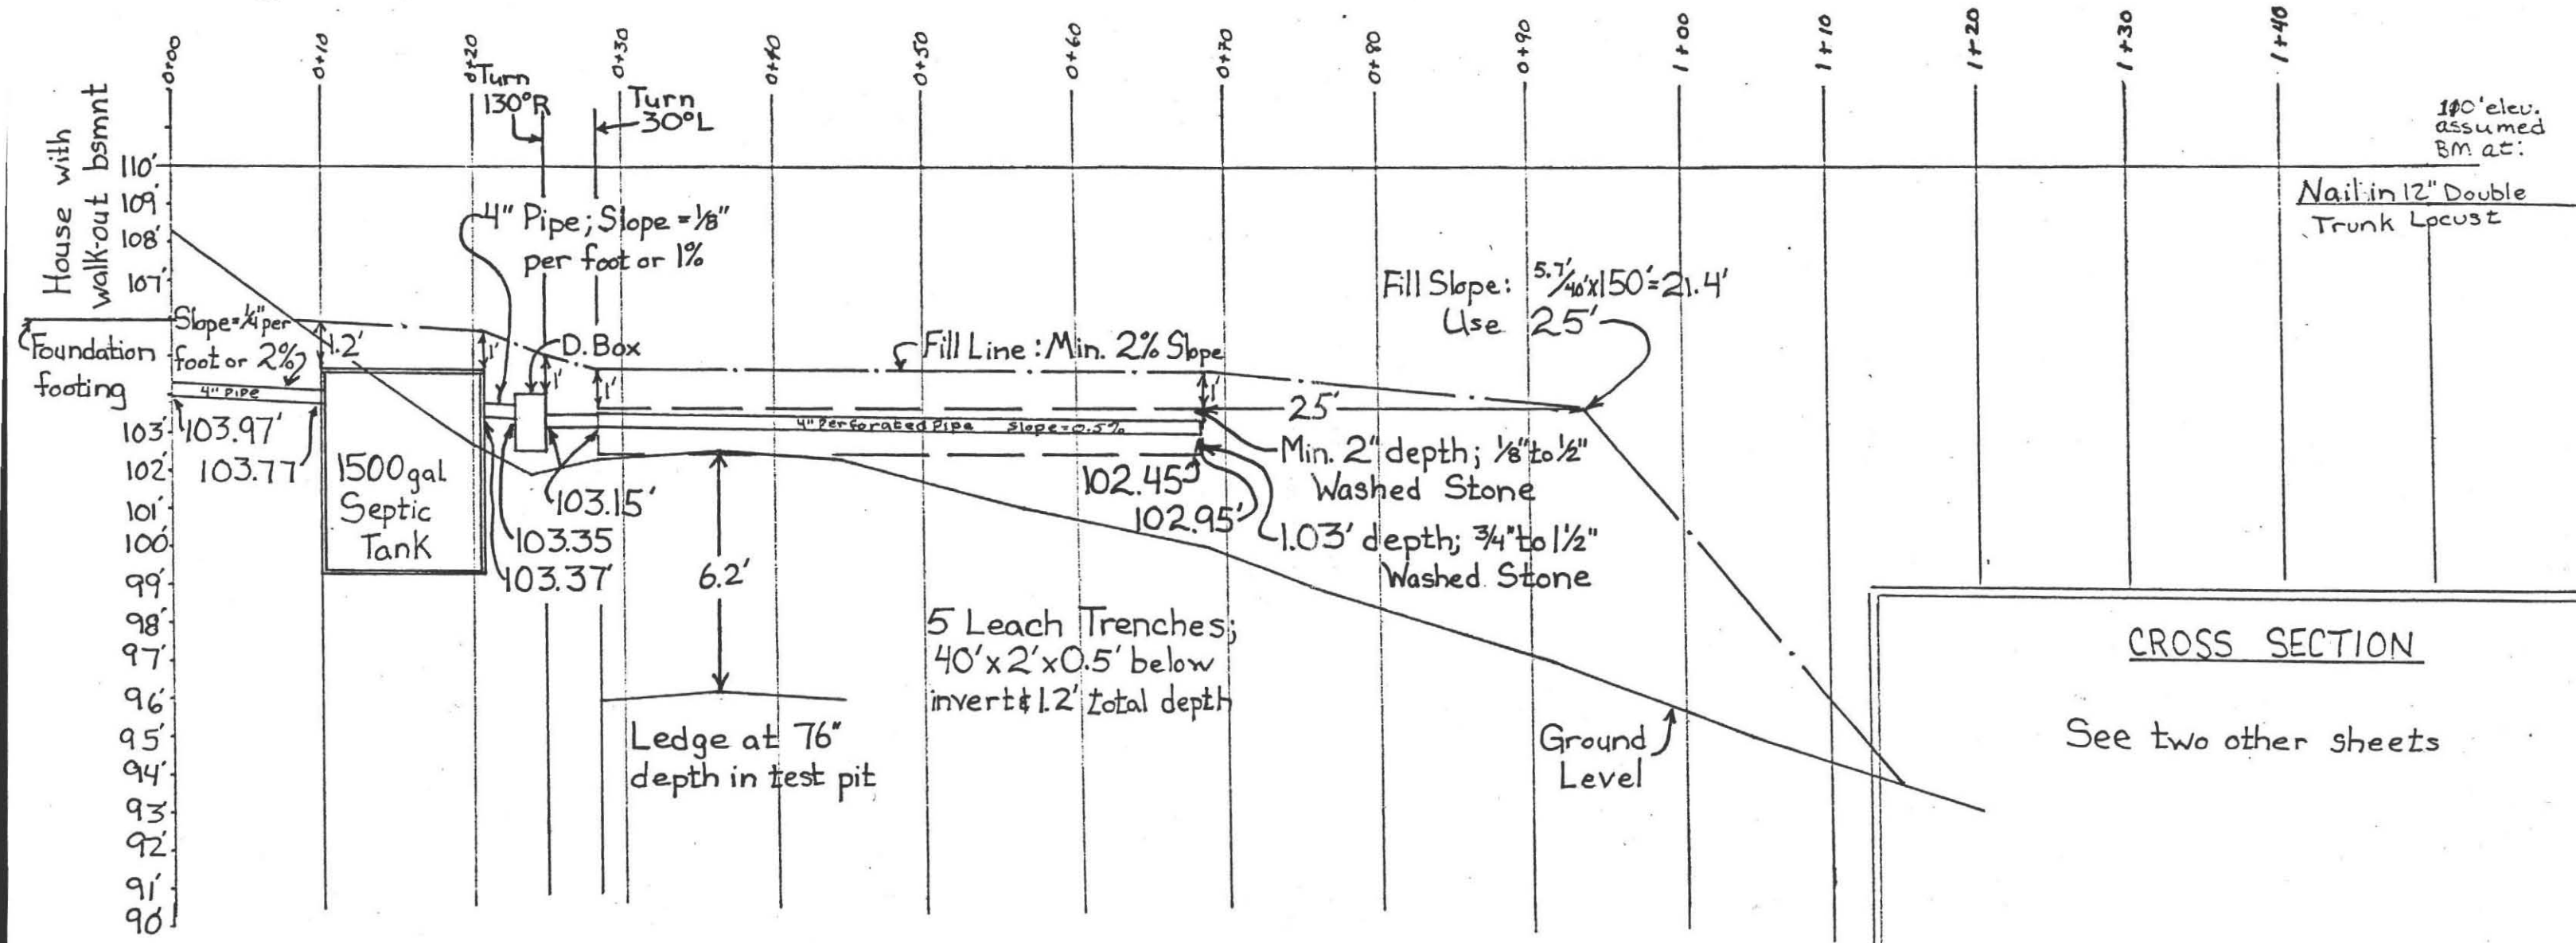 0+00
0+10
0+20
0+30
0+40
0+50
0+60
0+70
0+80
0+90
1+00
1+10
1+20
1+30
1+40
Turn
130°R
Turn
30°L
110' elev.
assumed
BM at:
Nail in 12" Double
Trunk Locust
House with
walk-out bsmnt
110'
109'
108'
107'
103'
102'
101'
100'
99'
98'
97'
96'
95'
94'
93'
92'
91'
90'
4" Pipe; Slope = 1/8"
per foot or 1%
Fill Slope: 5.7'/40'x150'=21.4'
Use 25'
Slope=1/4" per
foot or 2%
Foundation
footing
1.2'
1'
D. Box
1'
1'
Fill Line: Min. 2% Slope
1'
4" PIPE
25'
4" Perforated Pipe Slope=0.5%
103.97'
103.77'
1500 gal
Septic
Tank
103.15'
103.35
103.37'
102.45'
102.95'
Min. 2" depth; 1/8" to 1/2"
Washed Stone
1.03' depth; 3/4" to 1 1/2"
Washed Stone
6.2'
5 Leach Trenches;
40' x 2' x 0.5' below
invert & 1.2' total depth
Ledge at 76"
depth in test pit
Ground
Level
CROSS SECTION
See two other sheets